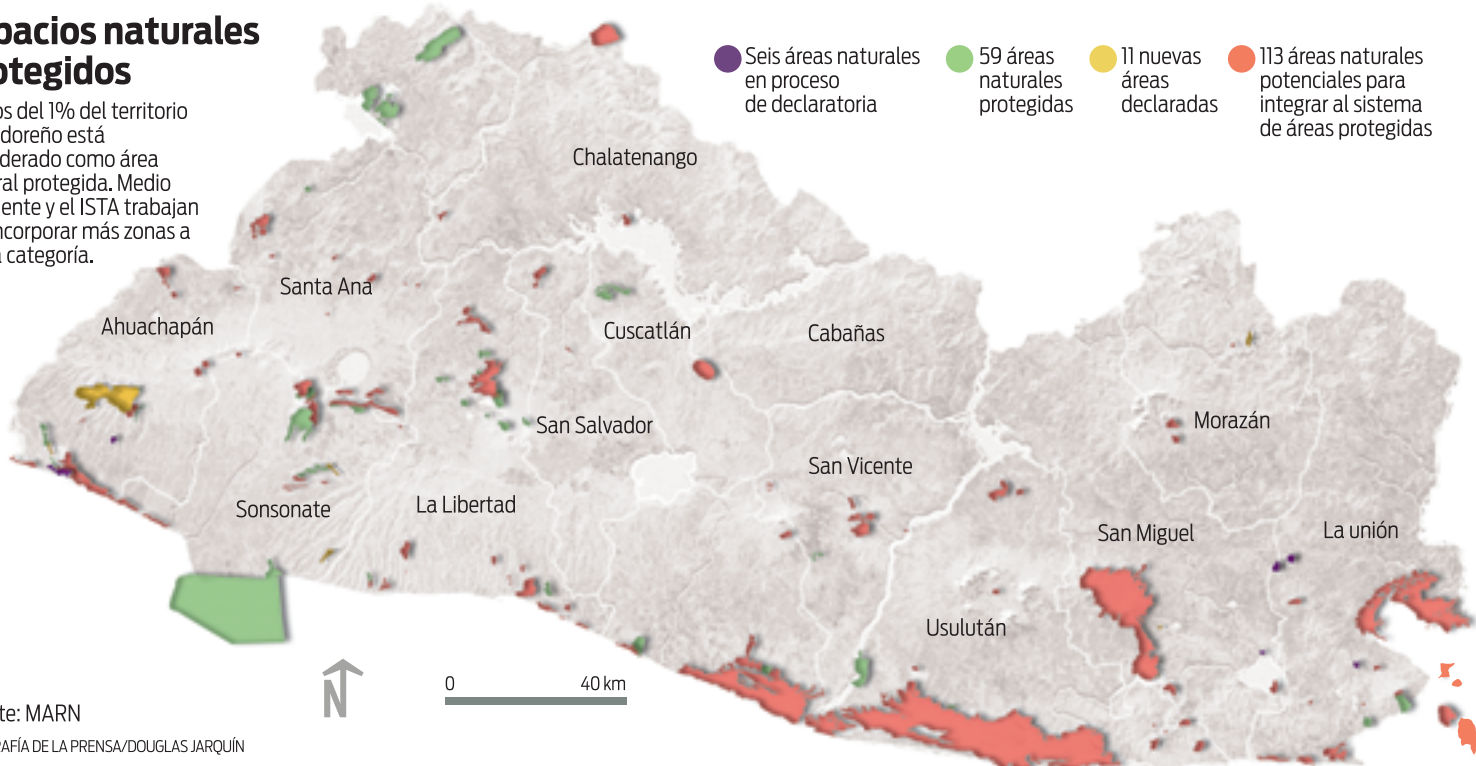 pacios naturales
otegidos
os del 1% del territorio
doreño está
derado como área
ral protegida. Medio
ente y el ISTA trabajan
ncorporar más zonas a
a categoría.
Seis áreas naturales
en proceso
de declaratoria
59 áreas
naturales
protegidas
11 nuevas
áreas
declaradas
113 áreas naturales
potenciales para
integrar al sistema
de áreas protegidas
Chalatenango
Santa Ana
Ahuachapán
Cuscatlán
Cabañas
San Salvador
Morazán
San Vicente
Sonsonate
La Libertad
San Miguel
La unión
Usulután
N
0 40 km
te: MARN
RAFÍA DE LA PRENSA/DOUGLAS JARQUÍN